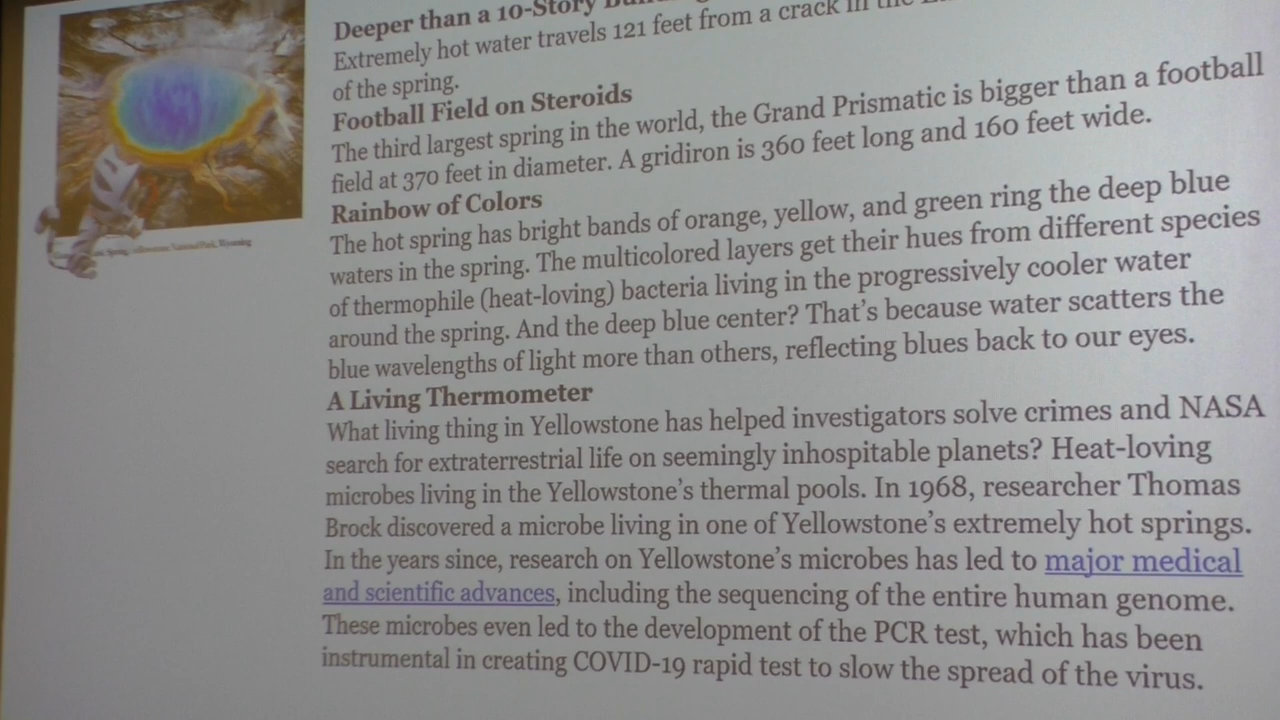 Deeper than a 10-Story
Extremely hot water travels 121 feet from a crack in the
of the spring.
Football Field on Steroids
The third largest spring in the world, the Grand Prismatic is bigger than a football
field at 370 feet in diameter. A gridiron is 360 feet long and 160 feet wide.
Rainbow of Colors
The hot spring has bright bands of orange, yellow, and green ring the deep blue
waters in the spring. The multicolored layers get their hues from different species
of thermophile (heat-loving) bacteria living in the progressively cooler water
around the spring. And the deep blue center? That's because water scatters the
blue wavelengths of light more than others, reflecting blues back to our eyes.
A Living Thermometer
What living thing in Yellowstone has helped investigators solve crimes and NASA
search for extraterrestrial life on seemingly inhospitable planets? Heat-loving
microbes living in the Yellowstone's thermal pools. In 1968, researcher Thomas
Brock discovered a microbe living in one of Yellowstone's extremely hot springs.
In the years since, research on Yellowstone's microbes has led to major medical
and scientific advances, including the sequencing of the entire human genome.
These microbes even led to the development of the PCR test, which has been
instrumental in creating COVID-19 rapid test to slow the spread of the virus.
Spring, Yellowstone National Park, Wyoming